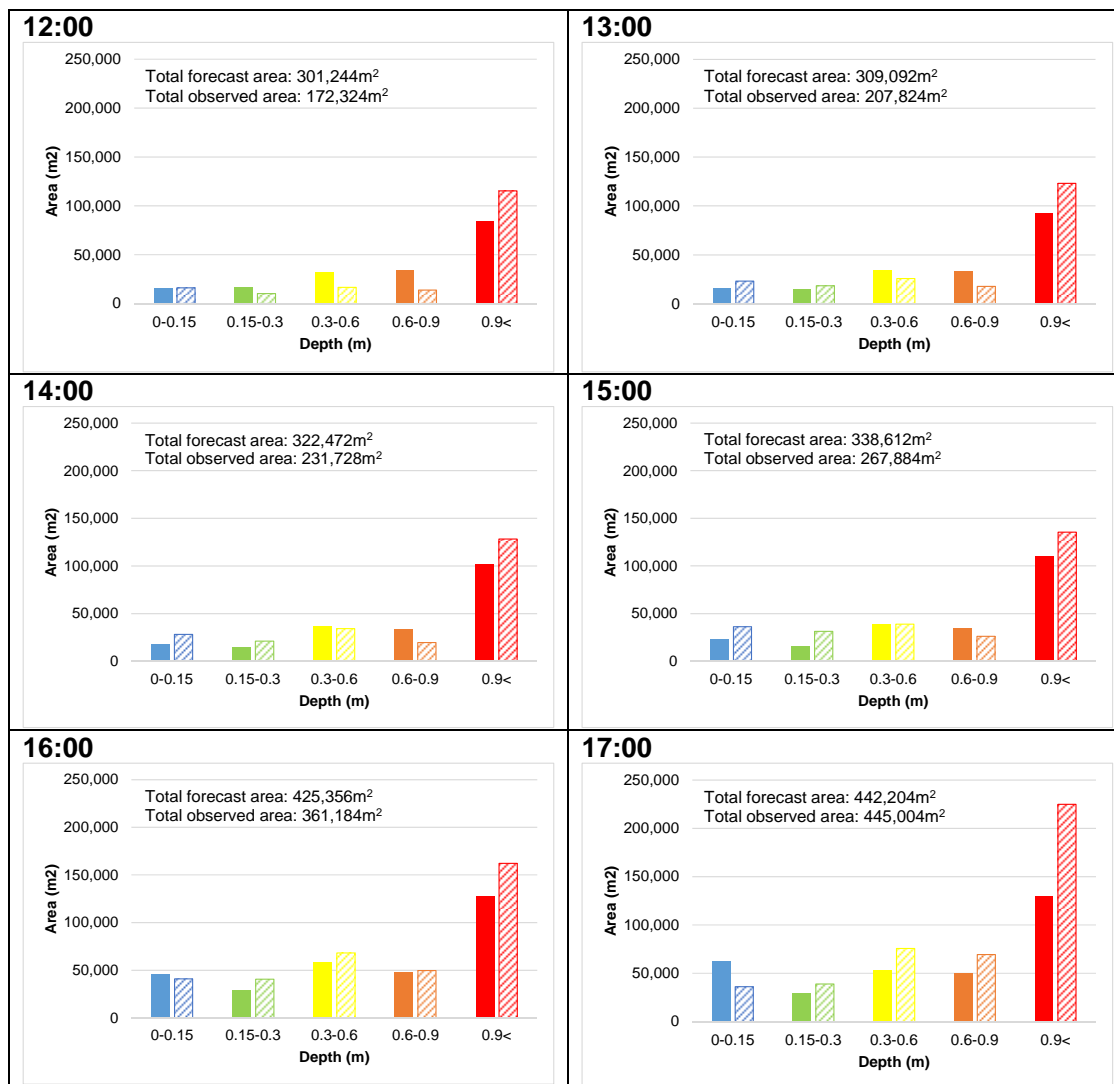 12:00
250,000
200,000
150,000
100,000
50,000
0
Area (m2)
Total forecast area: 301,244m²
Total observed area: 172,324m²
0-0.15 0.15-0.3 0.3-0.6 0.6-0.9 0.9<
Depth (m)
13:00
250,000
200,000
150,000
100,000
50,000
0
Area (m2)
Total forecast area: 309,092m²
Total observed area: 207,824m²
0-0.15 0.15-0.3 0.3-0.6 0.6-0.9 0.9<
Depth (m)
14:00
250,000
200,000
150,000
100,000
50,000
0
Area (m2)
Total forecast area: 322,472m²
Total observed area: 231,728m²
0-0.15 0.15-0.3 0.3-0.6 0.6-0.9 0.9<
Depth (m)
15:00
250,000
200,000
150,000
100,000
50,000
0
Area (m2)
Total forecast area: 338,612m²
Total observed area: 267,884m²
0-0.15 0.15-0.3 0.3-0.6 0.6-0.9 0.9<
Depth (m)
16:00
250,000
200,000
150,000
100,000
50,000
0
Area (m2)
Total forecast area: 425,356m²
Total observed area: 361,184m²
0-0.15 0.15-0.3 0.3-0.6 0.6-0.9 0.9<
Depth (m)
17:00
250,000
200,000
150,000
100,000
50,000
0
Area (m2)
Total forecast area: 442,204m²
Total observed area: 445,004m²
0-0.15 0.15-0.3 0.3-0.6 0.6-0.9 0.9<
Depth (m)